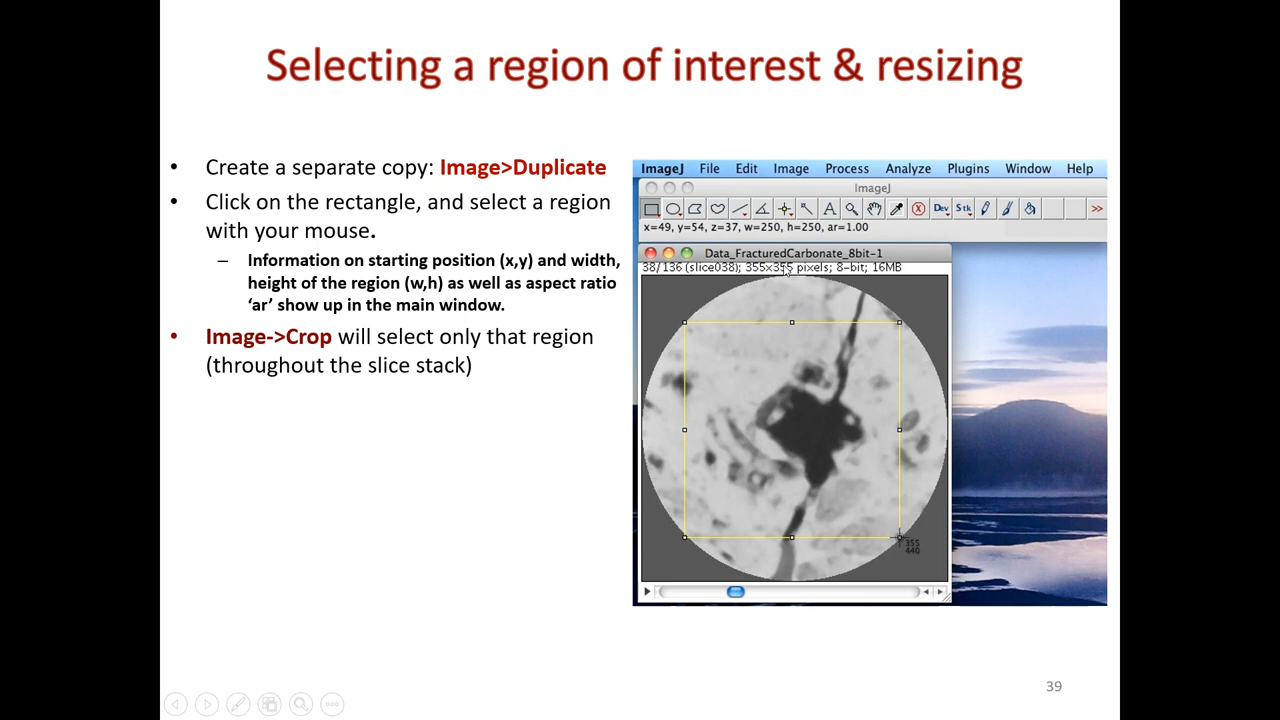 Selecting a region of interest & resizing
• Create a separate copy: Image>Duplicate
• Click on the rectangle, and select a region
with your mouse.
– Information on starting position (x,y) and width,
height of the region (w,h) as well as aspect ratio
‘ar’ show up in the main window.
• Image->Crop will select only that region
(throughout the slice stack)
ImageJ File Edit Image Process Analyze Plugins Window Help
ImageJ
A Dev Stk >>
x=49, y=54, z=37, w=250, h=250, ar=1.00
Data_FracturedCarbonate_8bit-1
38/136 (slice038); 355x355 pixels; 8-bit; 16MB
355
440
39